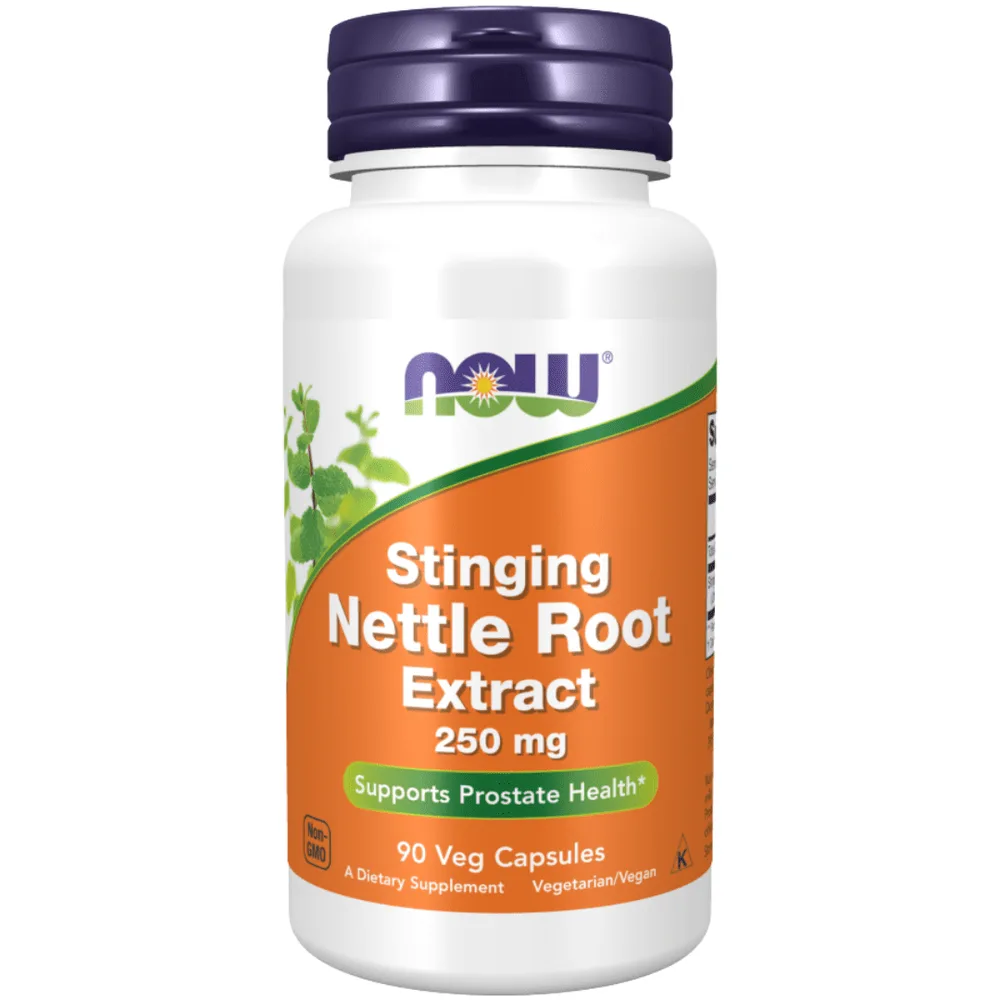 NOW®
Stinging
Nettle Root
Extract
250 mg
Supports Prostate Health*
Non-
GMO
90 Veg Capsules
K
A Dietary Supplement
Vegetarian/Vegan